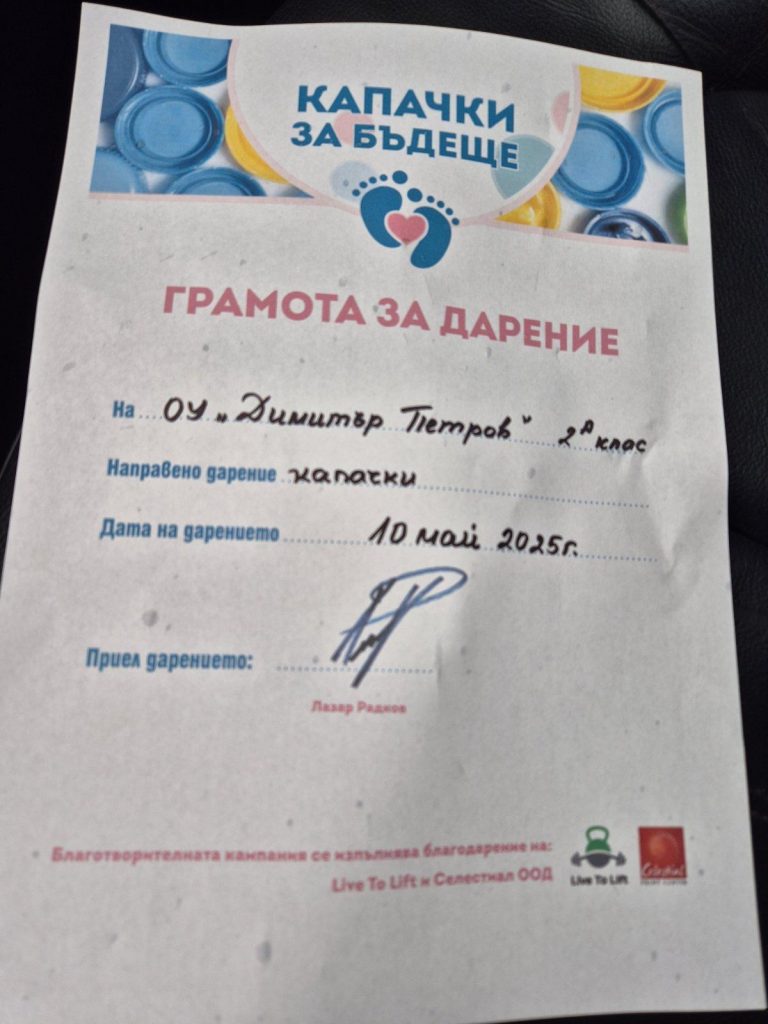 КАПАЧКИ
ЗА БЪДЕЩЕ
ГРАМОТА ЗА ДАРЕНИЕ
На ОУ „Димитър Петров“ 2А клас
Направено дарение капачки
Дата на дарението 10 май 2025г.
Приел дарението:
Лазар Радков
Благотворителната кампания се изпълнява благодарение на:
Live To Lift и Селестиал ООД
Live To Lift